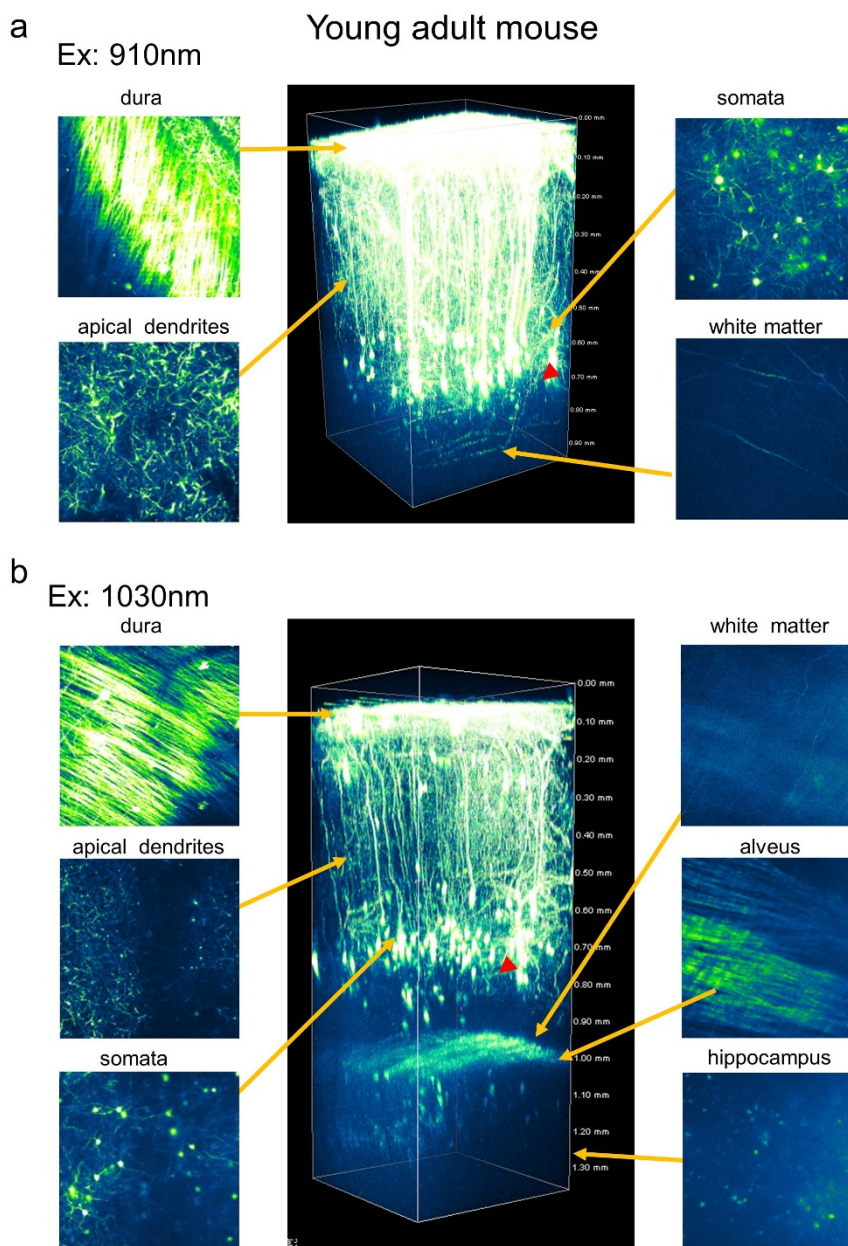 a
Young adult mouse
Ex: 910nm
dura
somata
apical dendrites
white matter
0.00 mm
0.10 mm
0.20 mm
0.30 mm
0.40 mm
0.50 mm
0.60 mm
0.70 mm
0.80 mm
0.90 mm
b
Ex: 1030nm
dura
white matter
apical dendrites
alveus
somata
hippocampus
0.00 mm
0.10 mm
0.20 mm
0.30 mm
0.40 mm
0.50 mm
0.60 mm
0.70 mm
0.80 mm
0.90 mm
1.00 mm
1.10 mm
1.20 mm
1.30 mm